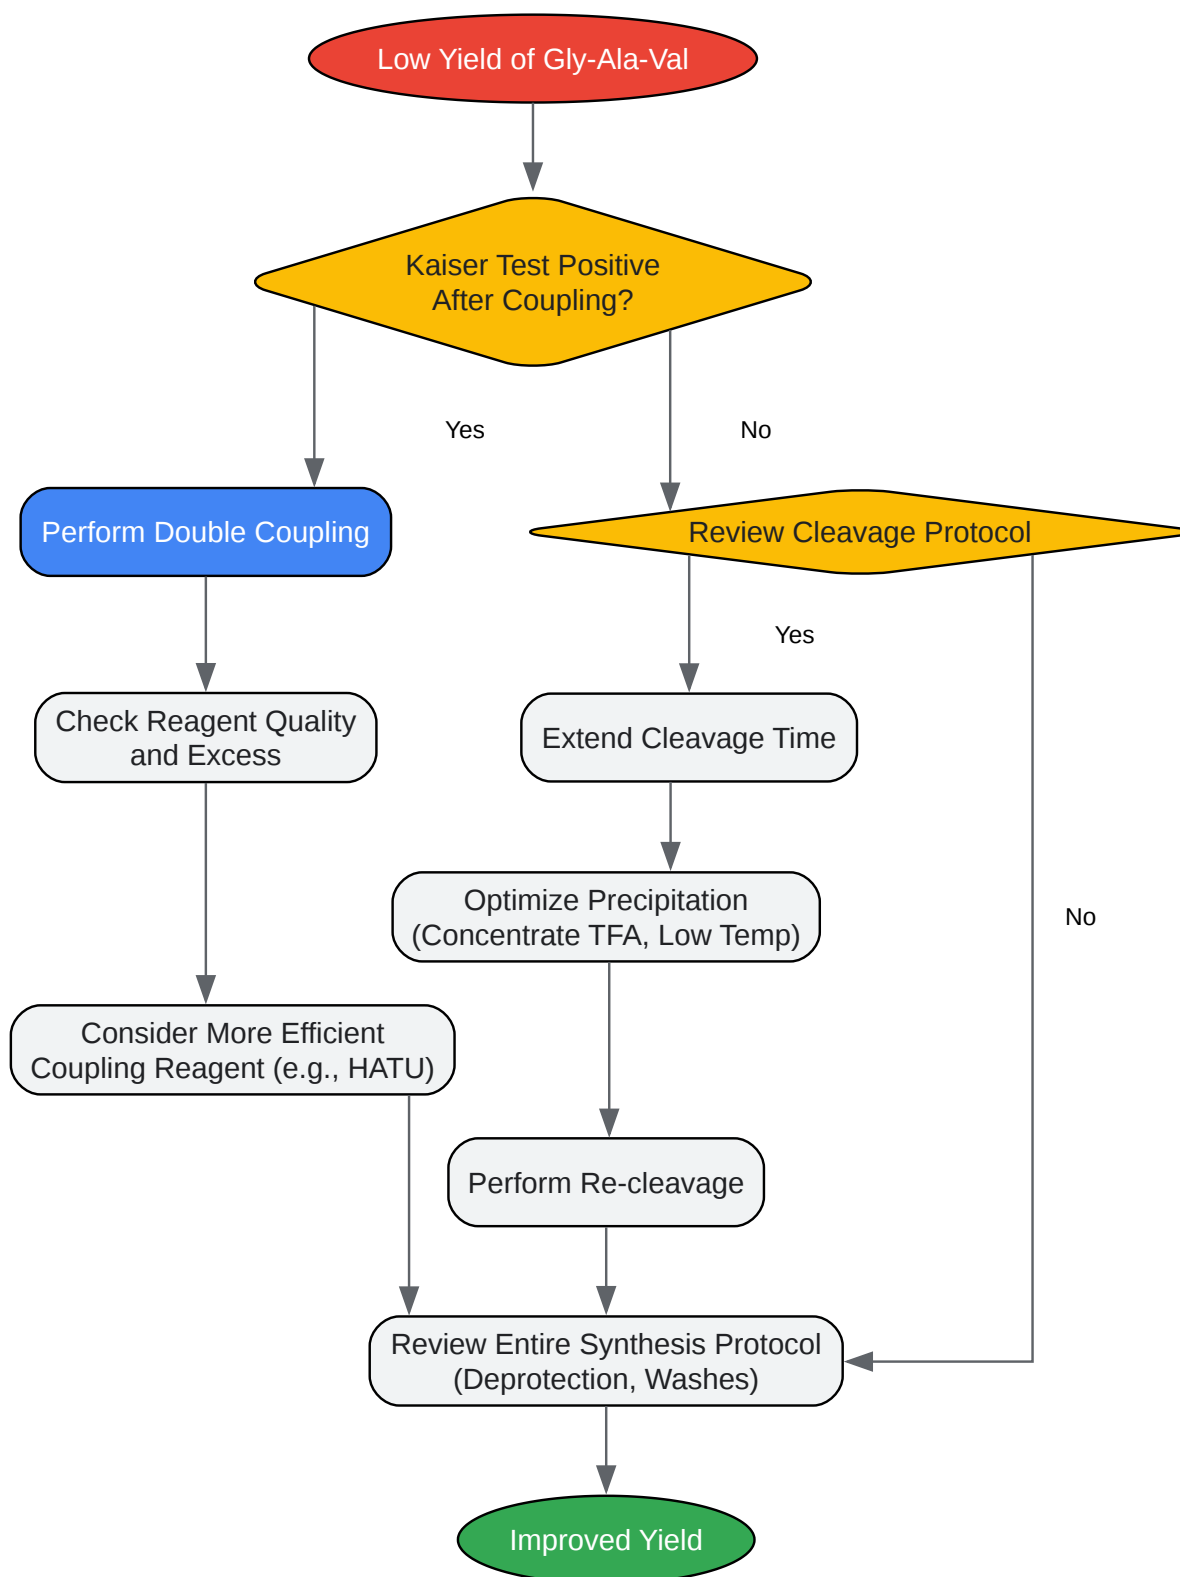 Low Yield of Gly-Ala-Val
Kaiser Test Positive
After Coupling?
Yes
No
Perform Double Coupling
Review Cleavage Protocol
Yes
Check Reagent Quality
and Excess
Extend Cleavage Time
Optimize Precipitation
(Concentrate TFA, Low Temp)
No
Consider More Efficient
Coupling Reagent (e.g., HATU)
Perform Re-cleavage
Review Entire Synthesis Protocol
(Deprotection, Washes)
Improved Yield